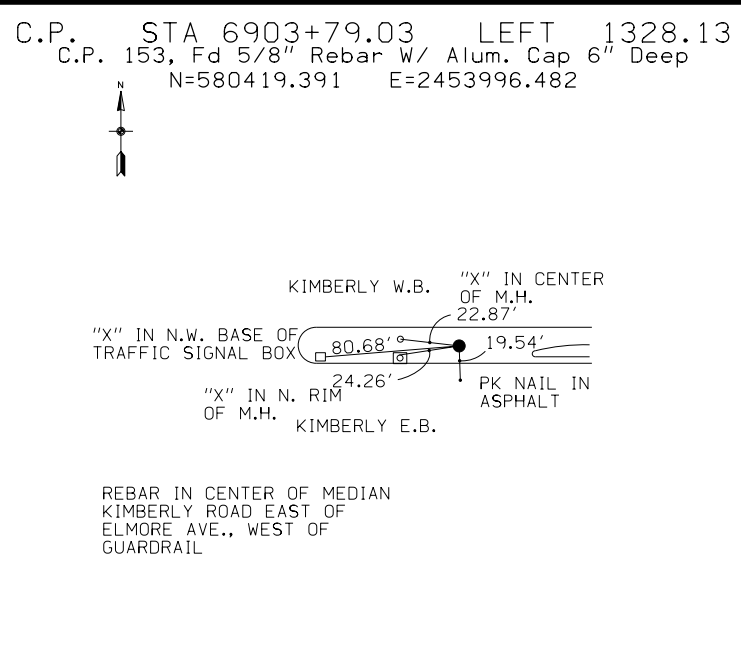 C.P. STA 6903+79.03 LEFT 1328.13
C.P. 153, Fd 5/8" Rebar W/ Alum. Cap 6" Deep
N=580419.391 E=2453996.482
N
KIMBERLY W.B.
"X" IN CENTER
OF M.H.
22.87'
"X" IN N.W. BASE OF
TRAFFIC SIGNAL BOX
80.68'
19.54'
24.26'
"X" IN N. RIM
OF M.H.
PK NAIL IN
ASPHALT
KIMBERLY E.B.
REBAR IN CENTER OF MEDIAN
KIMBERLY ROAD EAST OF
ELMORE AVE., WEST OF
GUARDRAIL